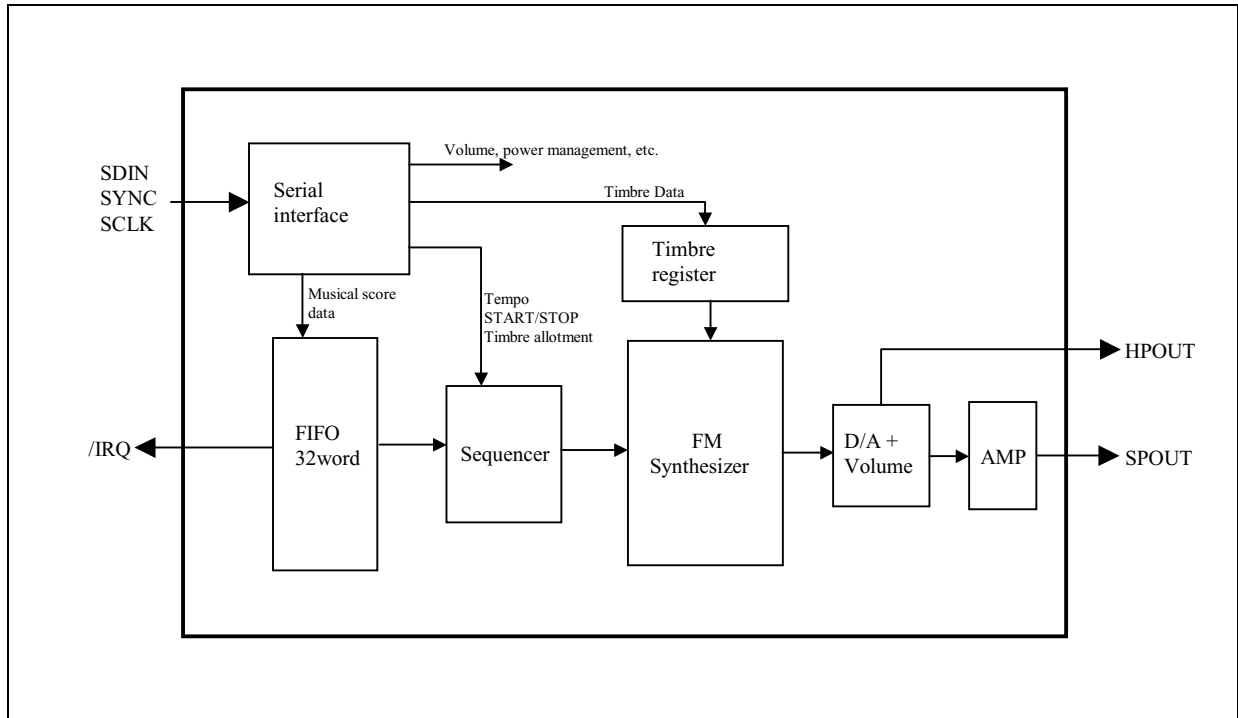 Volume, power management, etc.
SDIN
SYNC
SCLK
Serial
interface
Timbre Data
Timbre
register
Musical score
data
Tempo
START/STOP
Timbre allotment
HPOUT
/IRQ
FIFO
32word
Sequencer
FM
Synthesizer
D/A +
Volume
AMP
SPOUT